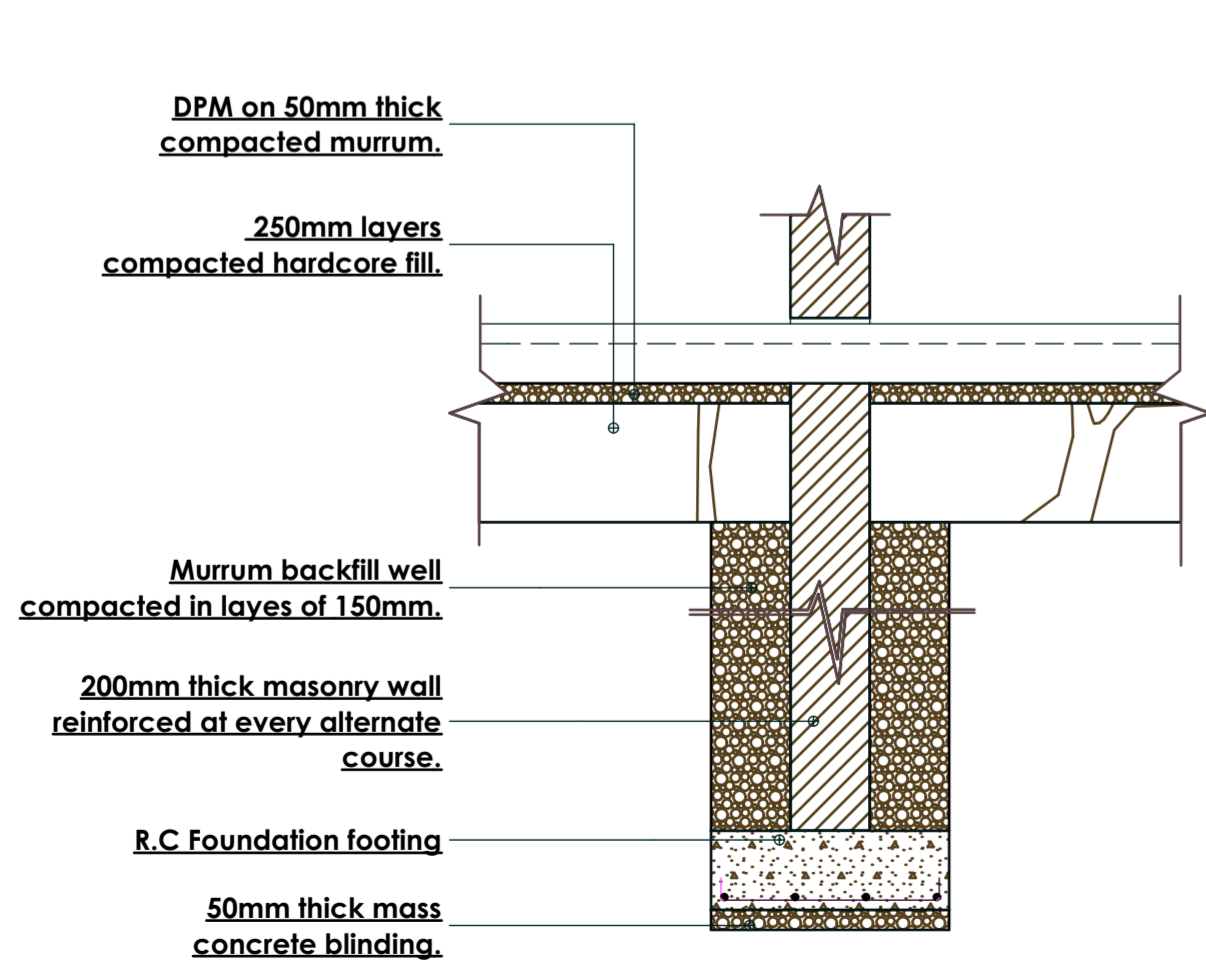 DPM on 50mm thick
compacted murrum.
250mm layers
compacted hardcore fill.
Murrum backfill well
compacted in layes of 150mm.
200mm thick masonry wall
reinforced at every alternate
course.
R.C Foundation footing
50mm thick mass
concrete blinding.